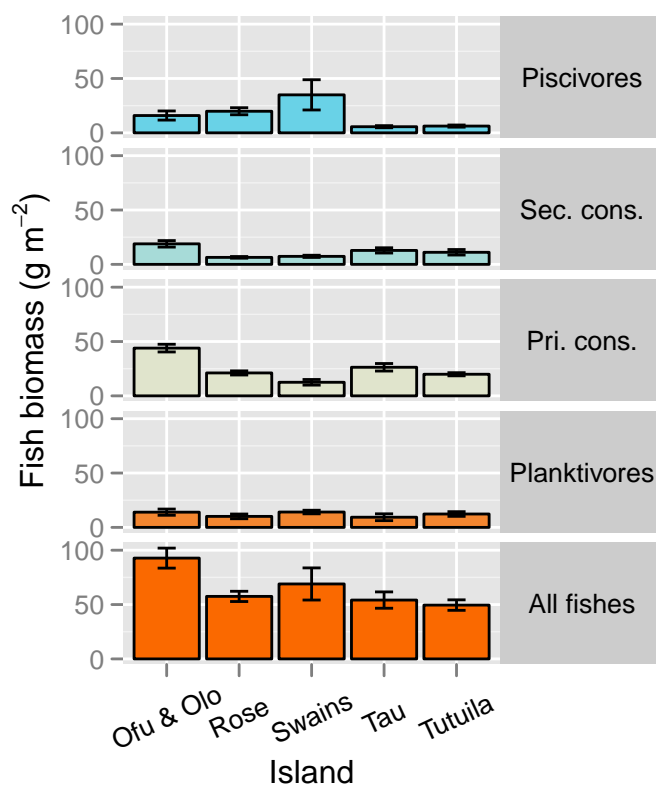 Fish biomass (g m−2)
100
50
0
Piscivores
100
50
0
Sec. cons.
100
50
0
Pri. cons.
100
50
0
Planktivores
100
50
0
All fishes
Ofu & Olo
Rose
Swains
Tau
Tutuila
Island